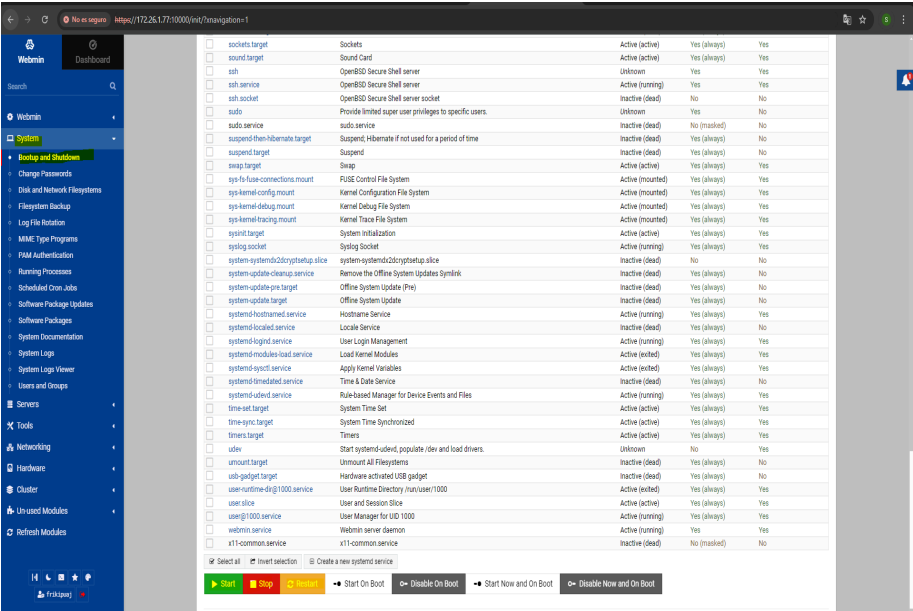 No es seguro https://172.26.1.77:10000/init/?xnavigation=1
S
Webmin
Dashboard
Search
Webmin
System
Bootup and Shutdown
Change Passwords
Disk and Network Filesystems
Filesystem Backup
Log File Rotation
MIME Type Programs
PAM Authentication
Running Processes
Scheduled Cron Jobs
Software Package Updates
Software Packages
System Documentation
System Logs
System Logs Viewer
Users and Groups
Servers
Tools
Networking
Hardware
Cluster
Un-used Modules
Refresh Modules
frikipuej
sockets.target Sockets Active (active) Yes (always) Yes
sound.target Sound Card Active (active) Yes (always) Yes
ssh OpenBSD Secure Shell server Unknown Yes Yes
ssh.service OpenBSD Secure Shell server Active (running) Yes Yes
ssh.socket OpenBSD Secure Shell server socket Inactive (dead) No No
sudo Provide limited super user privileges to specific users. Unknown Yes No
sudo.service sudo.service Inactive (dead) No (masked) No
suspend-then-hibernate.target Suspend; Hibernate if not used for a period of time Inactive (dead) Yes (always) No
suspend.target Suspend Inactive (dead) Yes (always) No
swap.target Swap Active (active) Yes (always) Yes
sys-fs-fuse-connections.mount FUSE Control File System Active (mounted) Yes (always) Yes
sys-kernel-config.mount Kernel Configuration File System Active (mounted) Yes (always) Yes
sys-kernel-debug.mount Kernel Debug File System Active (mounted) Yes (always) Yes
sys-kernel-tracing.mount Kernel Trace File System Active (mounted) Yes (always) Yes
sysinit.target System Initialization Active (active) Yes (always) Yes
syslog.socket Syslog Socket Active (running) Yes (always) Yes
system-systemdx2dcryptsetup.slice system-systemdx2dcryptsetup.slice Inactive (dead) No No
system-update-cleanup.service Remove the Offline System Updates Symlink Inactive (dead) Yes (always) No
system-update-pre.target Offline System Update (Pre) Inactive (dead) Yes (always) No
system-update.target Offline System Update Inactive (dead) Yes (always) No
systemd-hostnamed.service Hostname Service Active (running) Yes (always) Yes
systemd-localed.service Locale Service Inactive (dead) Yes (always) No
systemd-logind.service User Login Management Active (running) Yes (always) Yes
systemd-modules-load.service Load Kernel Modules Active (exited) Yes (always) Yes
systemd-sysctl.service Apply Kernel Variables Active (exited) Yes (always) Yes
systemd-timedated.service Time & Date Service Inactive (dead) Yes (always) No
systemd-udevd.service Rule-based Manager for Device Events and Files Active (running) Yes (always) Yes
time-set.target System Time Set Active (active) Yes (always) Yes
time-sync.target System Time Synchronized Active (active) Yes (always) Yes
timers.target Timers Active (active) Yes (always) Yes
udev Start systemd-udevd, populate /dev and load drivers. Unknown No Yes
umount.target Unmount All Filesystems Inactive (dead) Yes (always) No
usb-gadget.target Hardware activated USB gadget Inactive (dead) Yes (always) No
user-runtime-dir@1000.service User Runtime Directory /run/user/1000 Active (exited) Yes (always) Yes
user.slice User and Session Slice Active (active) Yes (always) Yes
user@1000.service User Manager for UID 1000 Active (running) Yes (always) Yes
webmin.service Webmin server daemon Active (running) Yes Yes
x11-common.service x11-common.service Inactive (dead) No (masked) No
Select all Invert selection Create a new systemd service
Start Stop Restart Start On Boot Disable On Boot Start Now and On Boot Disable Now and On Boot